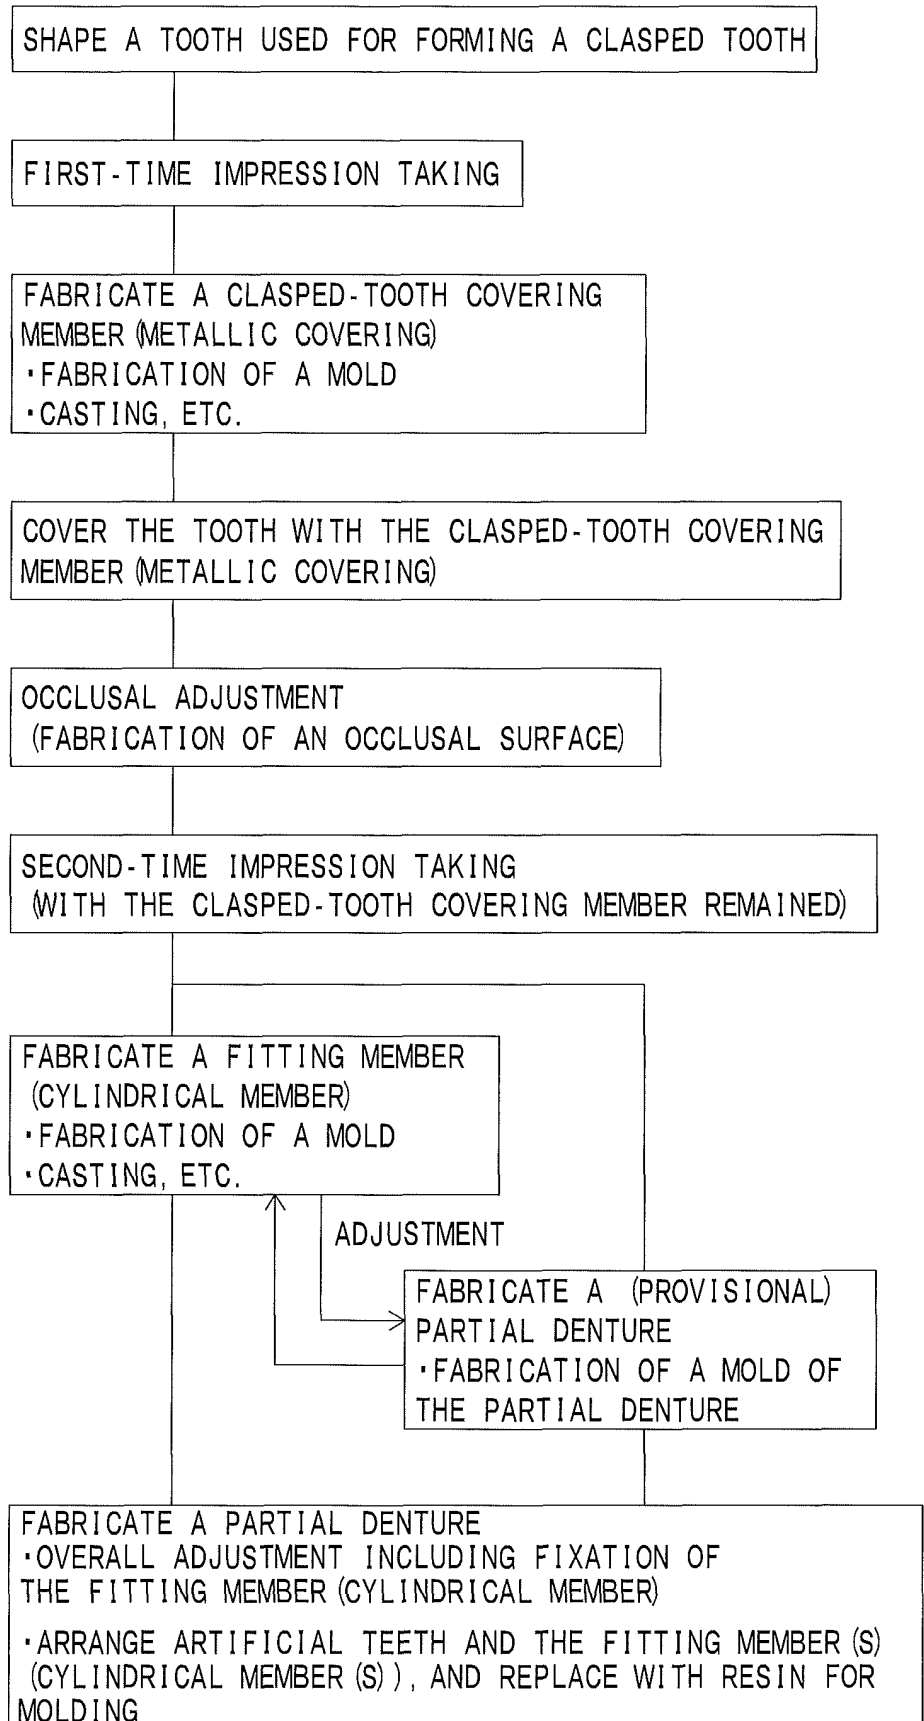 SHAPE A TOOTH USED FOR FORMING A CLASPED TOOTH
FIRST-TIME IMPRESSION TAKING
FABRICATE A CLASPED-TOOTH COVERING
MEMBER (METALLIC COVERING)
・FABRICATION OF A MOLD
・CASTING, ETC.
COVER THE TOOTH WITH THE CLASPED-TOOTH COVERING
MEMBER (METALLIC COVERING)
OCCLUSAL ADJUSTMENT
(FABRICATION OF AN OCCLUSAL SURFACE)
SECOND-TIME IMPRESSION TAKING
(WITH THE CLASPED-TOOTH COVERING MEMBER REMAINED)
FABRICATE A FITTING MEMBER
(CYLINDRICAL MEMBER)
・FABRICATION OF A MOLD
・CASTING, ETC.
ADJUSTMENT
FABRICATE A (PROVISIONAL)
PARTIAL DENTURE
・FABRICATION OF A MOLD OF
THE PARTIAL DENTURE
FABRICATE A PARTIAL DENTURE
・OVERALL ADJUSTMENT INCLUDING FIXATION OF
THE FITTING MEMBER (CYLINDRICAL MEMBER)
・ARRANGE ARTIFICIAL TEETH AND THE FITTING MEMBER (S)
(CYLINDRICAL MEMBER (S) ), AND REPLACE WITH RESIN FOR
MOLDING